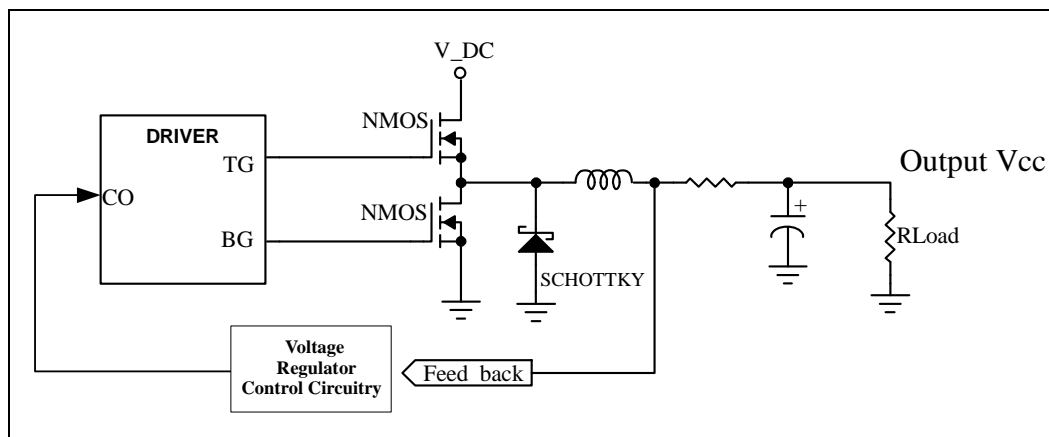 V_DC
NMOS
DRIVER
TG
Output Vcc
CO
NMOS
+
BG
RLoad
SCHOTTKY
Voltage
Regulator
Control Circuitry
Feed back